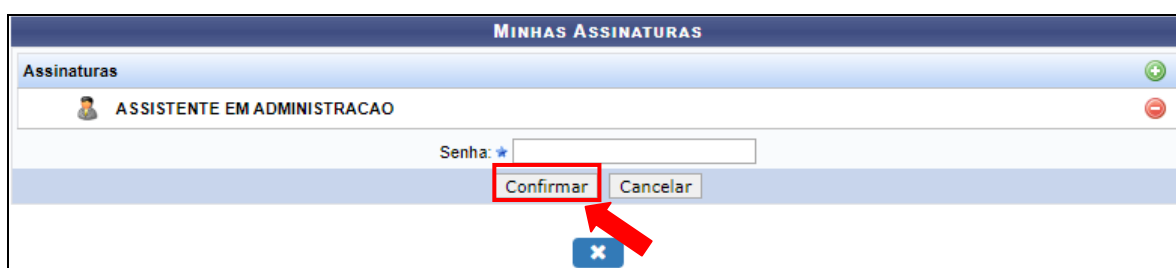 MINHAS ASSINATURAS
Assinaturas
ASSISTENTE EM ADMINISTRACAO
Senha:
Confirmar Cancelar